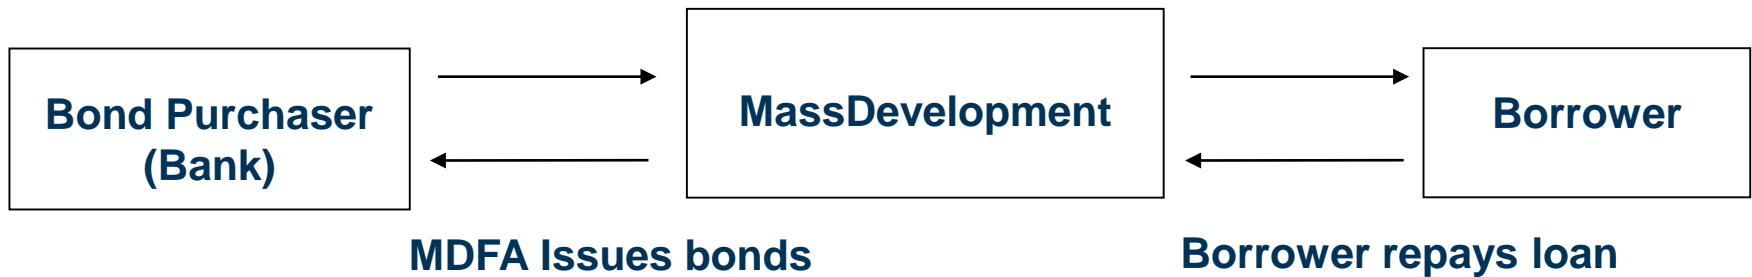 Bond Purchaser
(Bank)
MassDevelopment
Borrower
MDFA Issues bonds
Borrower repays loan